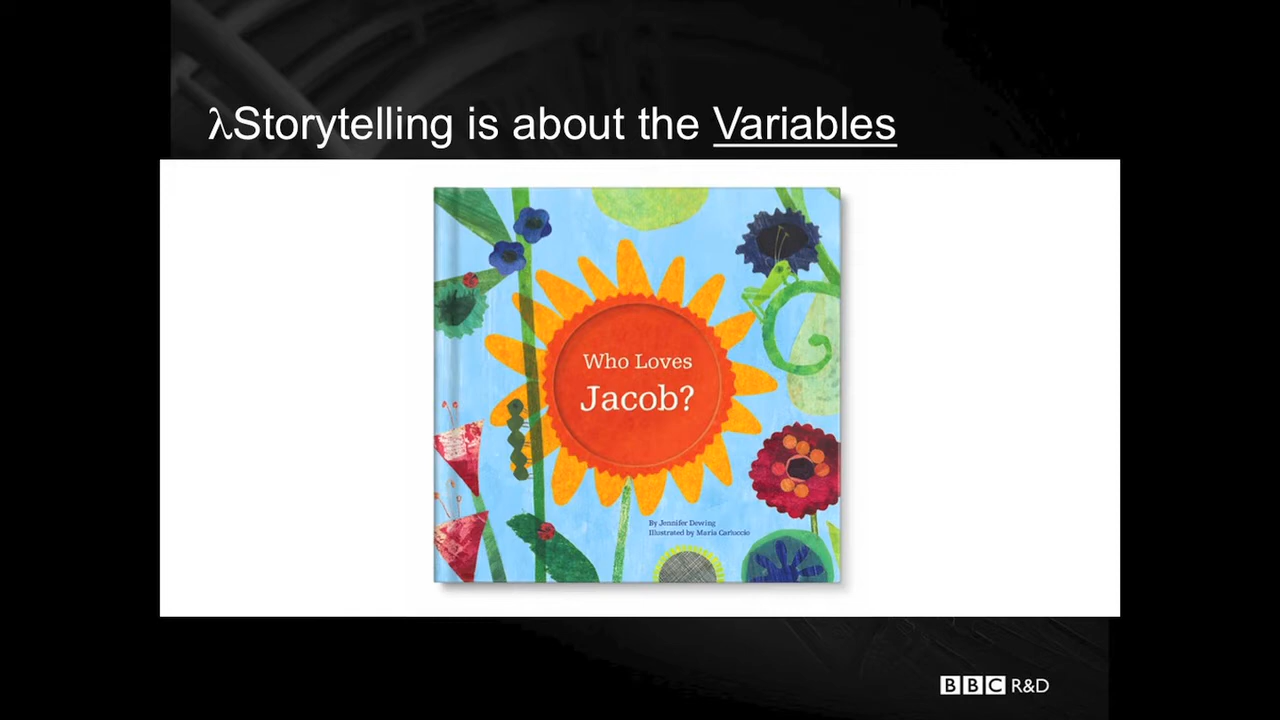 λStorytelling is about the Variables
Who Loves
Jacob?
By Jennifer Dewing
Illustrated by Maria Carluccio
BBC R&D